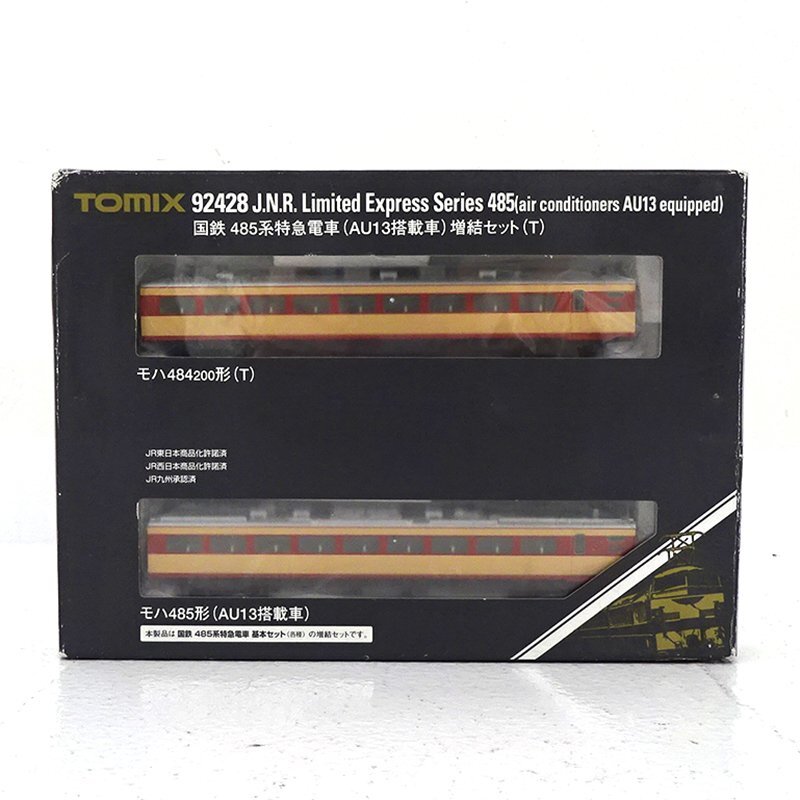 TOMIX 92428 J.N.R. Limited Express Series 485(air conditioners AU13 equipped)
国鉄 485系特急電車(AU13搭載車)増結セット(T)
モハ484200形(T)
JR東日本商品化許諾済
JR西日本商品化許諾済
JR九州承認済
モハ485形(AU13搭載車)
本製品は 国鉄 485系特急電車 基本セット(各種) の増結セットです。